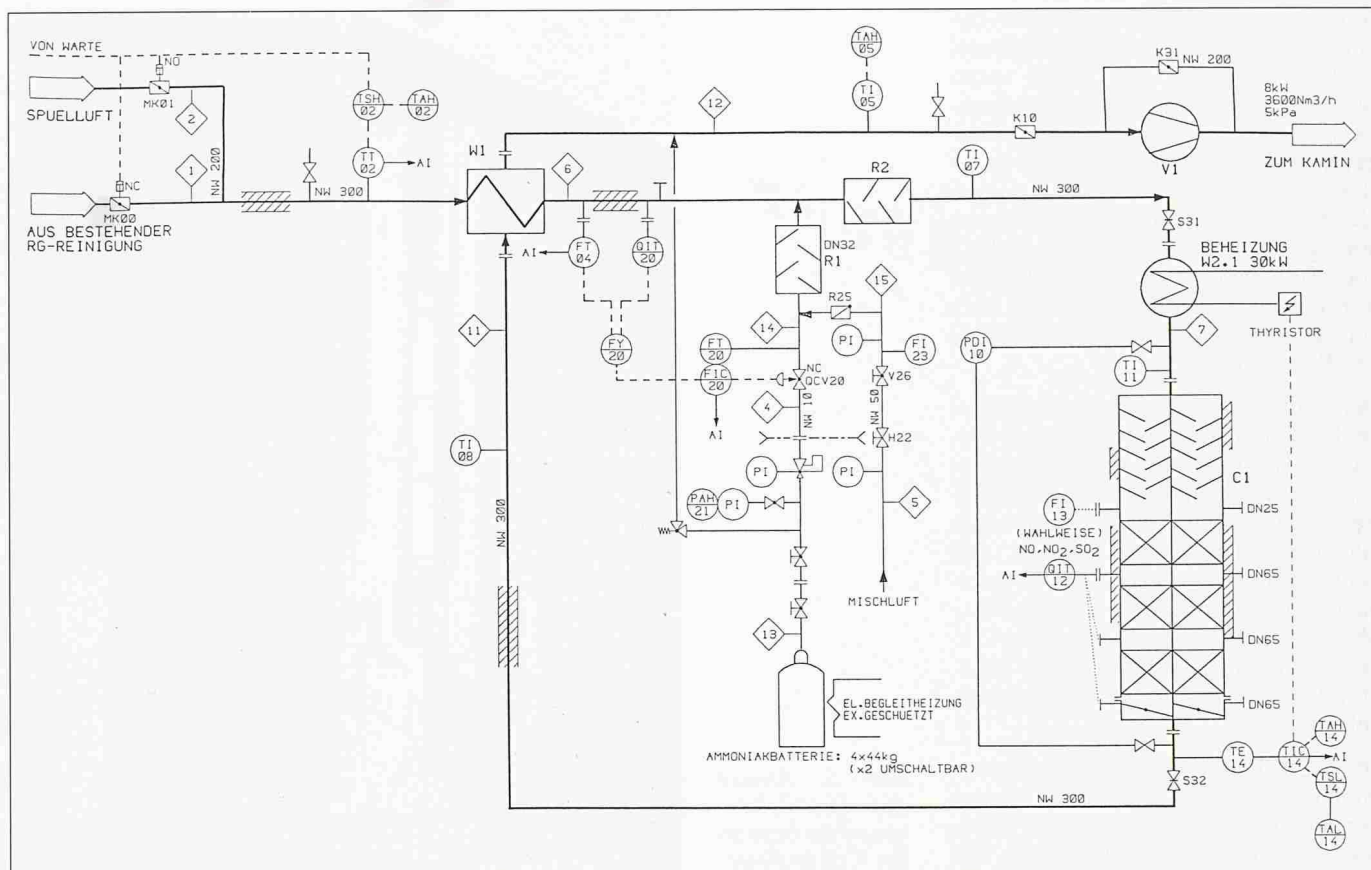 VON WARTE
NO
MK01
SPUELLUFT
2
NW 200
NC
MK00
1
AUS BESTEHENDER
RG-REINIGUNG
NW 300
TSH
02
TAH
02
TT
02
AI
W1
6
12
TAH
05
TI
05
K10
K31
NW 200
V1
8kW
3600Nm3/h
5kPa
ZUM KAMIN
R2
TI
07
NW 300
S31
BEHEIZUNG
W2.1 30kW
THYRISTOR
7
AI
FT
04
QIT
20
DN32
R1
15
R25
14
11
FY
20
FT
20
FIC
20
AI
NC
QCV20
PI
FI
23
V26
NW 10
4
NW 50
H22
PI
PI
PAH
21
PI
5
PDI
10
TI
11
C1
TI
08
NW 300
FI
13
DN25
(WAHLWEISE)
NO,NO2,SO2
AI
QIT
12
DN65
MISCHLUFT
DN65
13
DN65
EL.BEGLEITHEIZUNG
EX.GESCHUETZT
AMMONIAKBATTERIE: 4x44kg
(x2 UMSCHALTBAR)
TE
14
TIC
14
TAH
14
AI
TSL
14
TAL
14
S32
NW 300